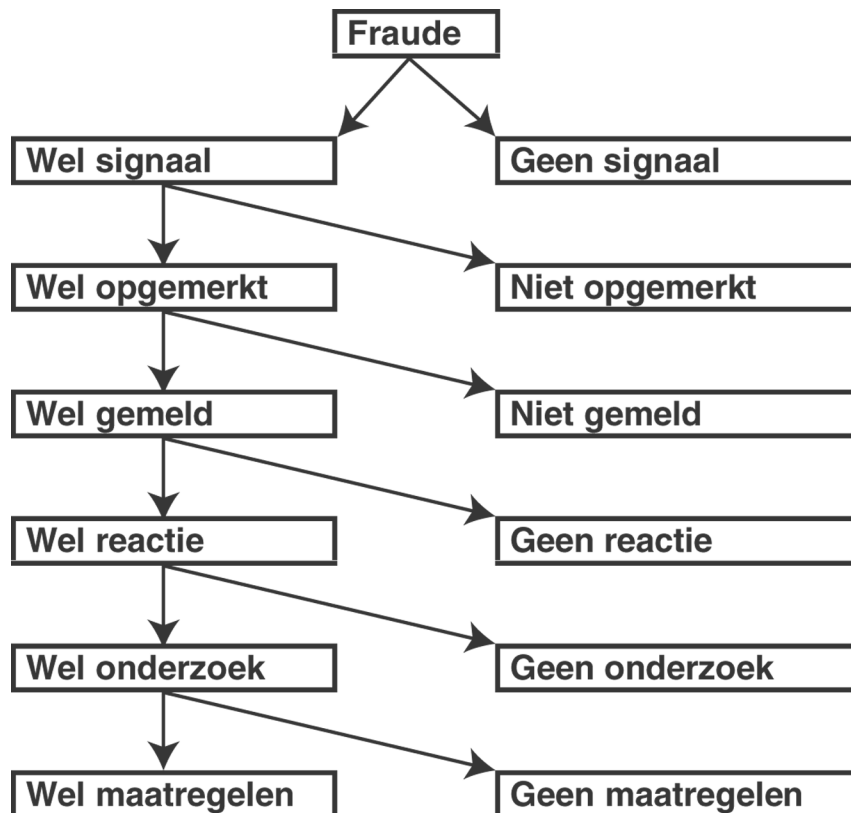 Fraude
Wel signaal
Geen signaal
Wel opgemerkt
Niet opgemerkt
Wel gemeld
Niet gemeld
Wel reactie
Geen reactie
Wel onderzoek
Geen onderzoek
Wel maatregelen
Geen maatregelen